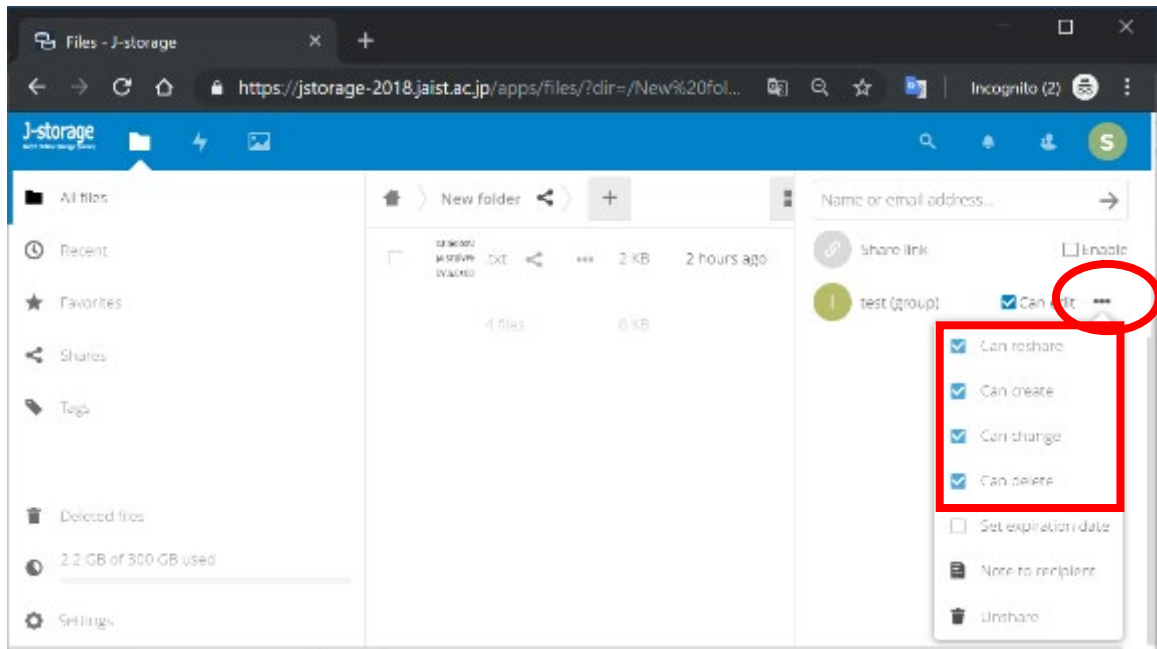 Files - J-storage
https://jstorage-2018.jaist.ac.jp/apps/files/?dir=/New%20fol...
Incognito (2)
J-storage
S
All files
New folder
Name or email address...
Recent
.txt
2 KB
2 hours ago
Share link
Enable
Favorites
test (group)
Can edit
4 files
6 KB
Shares
Can reshare
Tags
Can create
Can change
Can delete
Deleted files
Set expiration date
2.2 GB of 300 GB used
Note to recipient
Settings
Unshare